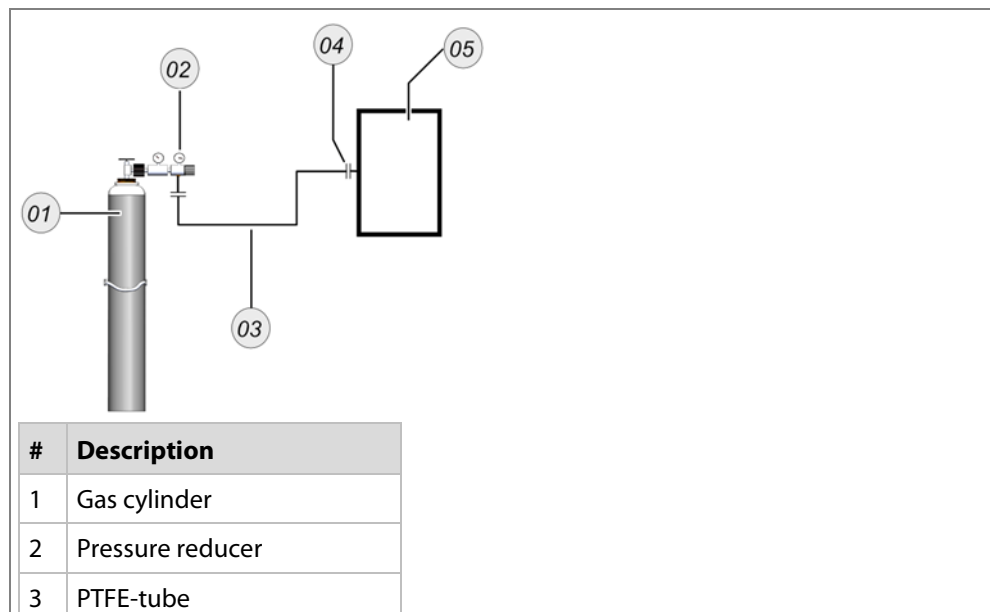 04
05
02
01
03
# Description
1 Gas cylinder
2 Pressure reducer
3 PTFE-tube